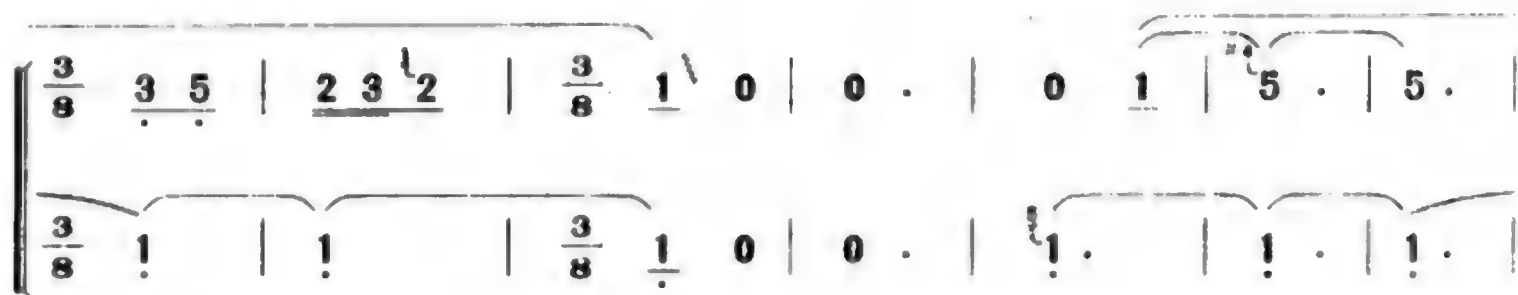 3/8 3 5 | 2 3 2 | 3/8 1 0 | 0 . | 0 1 | 5 . | 5 . |
3/8 1 | 1 | 3/8 1 0 | 0 . | 1 . | 1 . | 1 . |